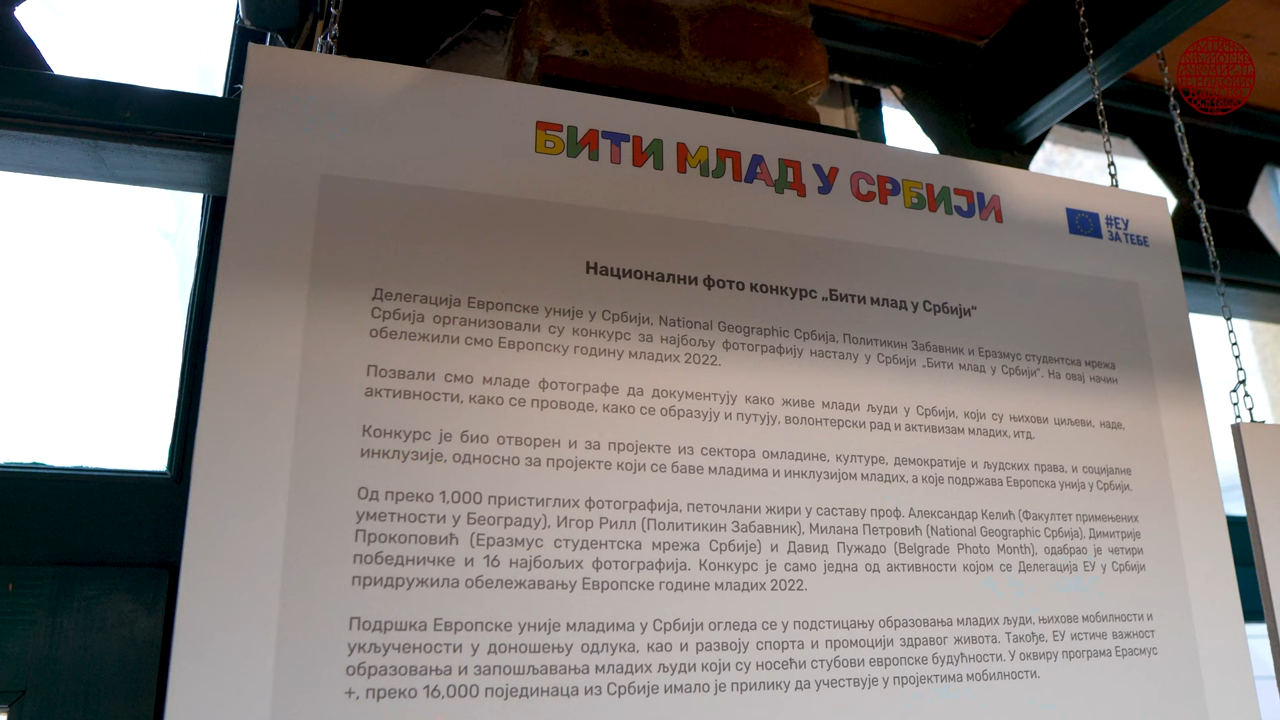 БИТИ МЛАД У СРБИЈИ
#ЕУ
ЗА ТЕБЕ
Национални фото конкурс „Бити млад у Србији“
Делегација Европске уније у Србији, National Geographic Србија, Политикин Забавник и Еразмус студентска мрежа
Србија организовали су конкурс за најбољу фотографију насталу у Србији „Бити млад у Србији“. На овај начин
обележили смо Европску годину младих 2022.
Позвали смо младе фотографе да документују како живе млади људи у Србији, који су њихови циљеви, наде,
активности, како се проводе, како се образују и путују, волонтерски рад и активизам младих, итд.
Конкурс је био отворен и за пројекте из сектора омладине, културе, демократије и људских права, и социјалне
инклузије, односно за пројекте који се баве младима и инклузијом младих, а које подржава Европска унија у Србији.
Од преко 1,000 пристиглих фотографија, петочлани жири у саставу проф. Александар Келић (Факултет примењених
уметности у Београду), Игор Рилл (Политикин Забавник), Милана Петровић (National Geographic Србија), Димитрије
Прокоповић (Еразмус студентска мрежа Србије) и Давид Пужадо (Belgrade Photo Month), одабрао је четири
победничке и 16 најбољих фотографија. Конкурс је само једна од активности којом се Делегација ЕУ у Србији
придружила обележавању Европске године младих 2022.
Подршка Европске уније младима у Србији огледа се у подстицању образовања младих људи, њихове мобилности и
укључености у доношењу одлука, као и развоју спорта и промоцији здравог живота. Такође, ЕУ истиче важност
образовања и запошљавања младих људи који су носећи стубови европске будућности. У оквиру програма Ерасмус
+, преко 16,000 појединаца из Србије имало је прилику да учествује у пројектима мобилности.